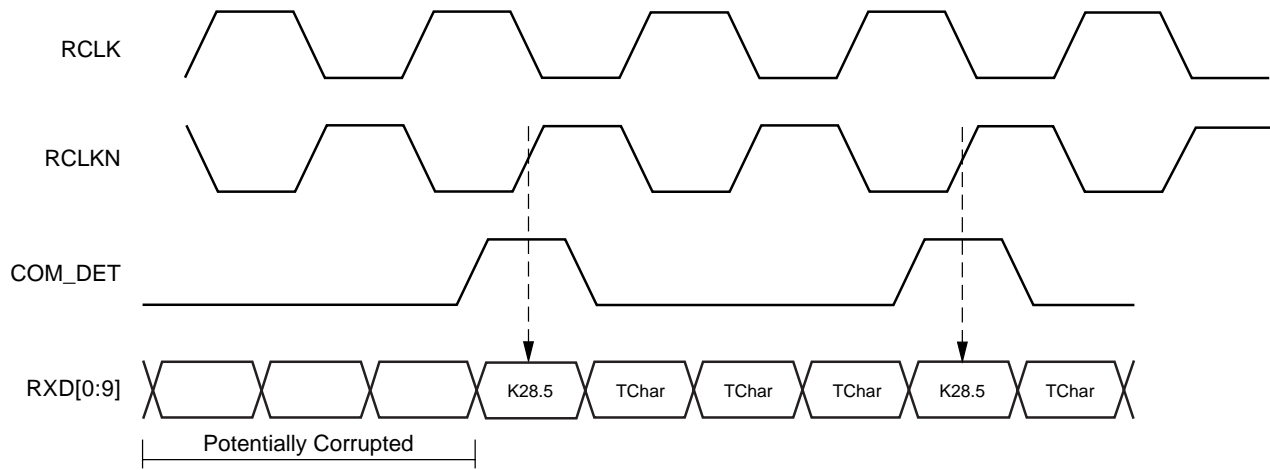 RCLK
RCLKN
COM_DET
RXD[0:9]
K28.5
TChar
TChar
TChar
K28.5
TChar
Potentially Corrupted